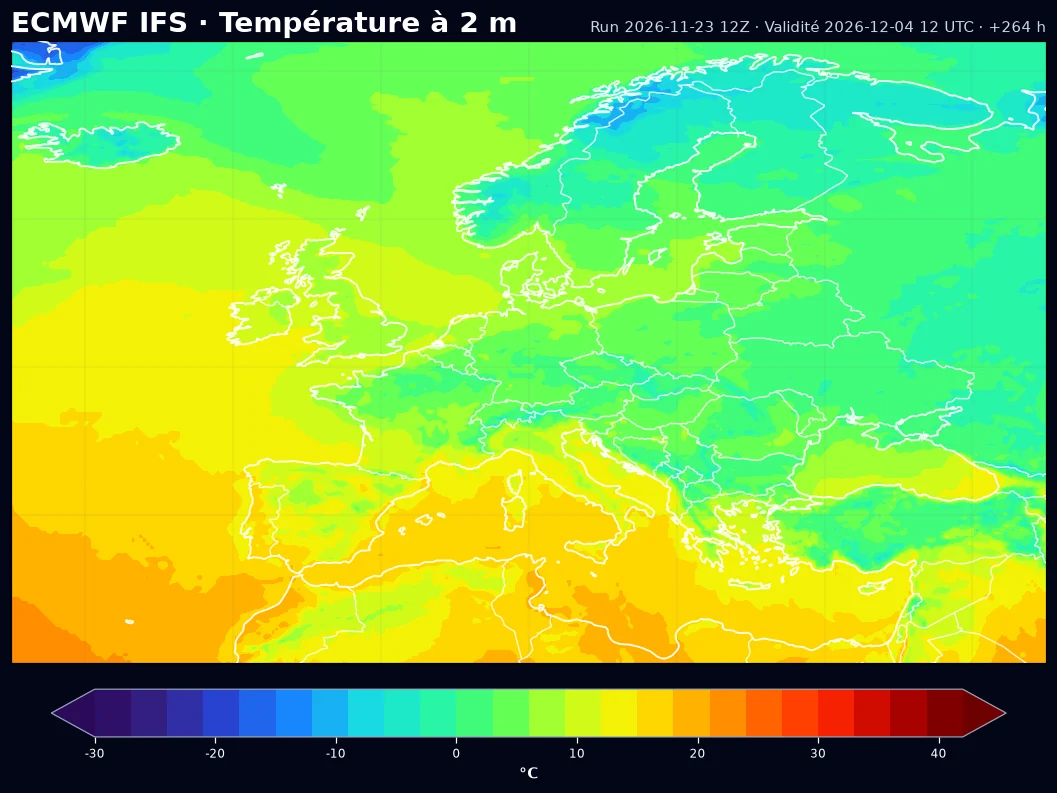 ECMWF IFS · Température à 2 m
Run 2026-11-23 12Z · Validité 2026-12-04 12 UTC · +264 h
-30 -20 -10 0 10 20 30 40
°C